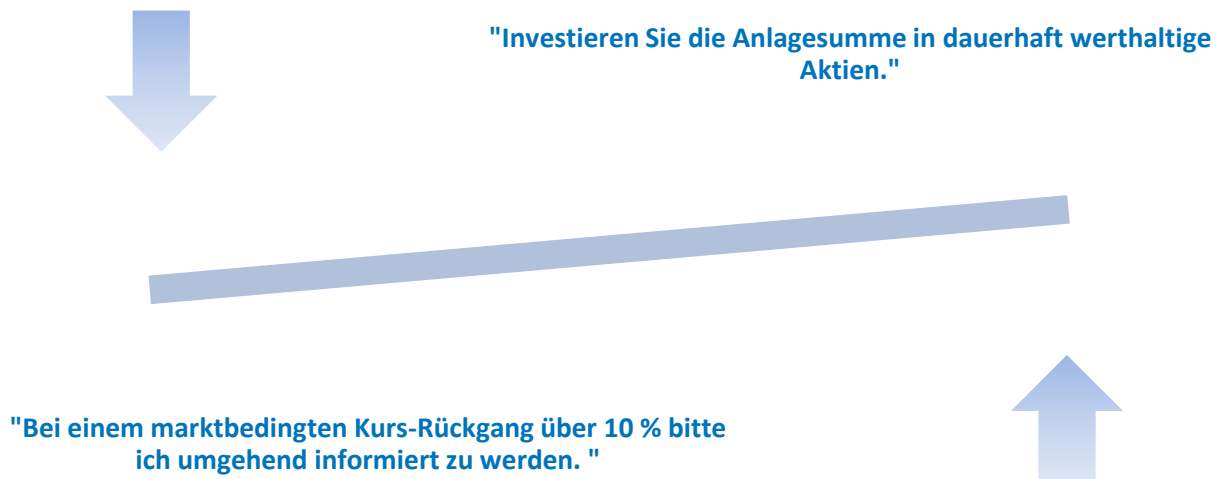 "Investieren Sie die Anlagesumme in dauerhaft werthaltige
Aktien."
"Bei einem marktbedingten Kurs-Rückgang über 10 % bitte
ich umgehend informiert zu werden. "